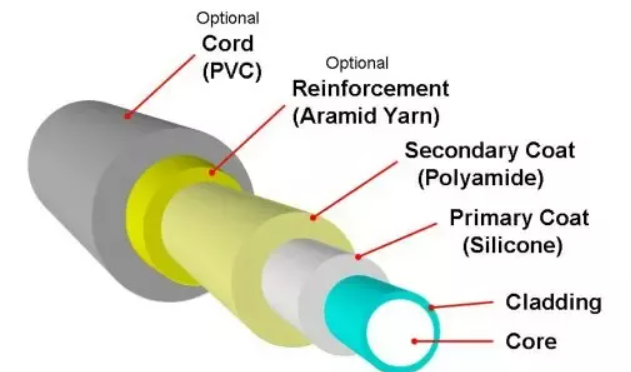 Optional
Cord
(PVC)
Optional
Reinforcement
(Aramid Yarn)
Secondary Coat
(Polyamide)
Primary Coat
(Silicone)
Cladding
Core